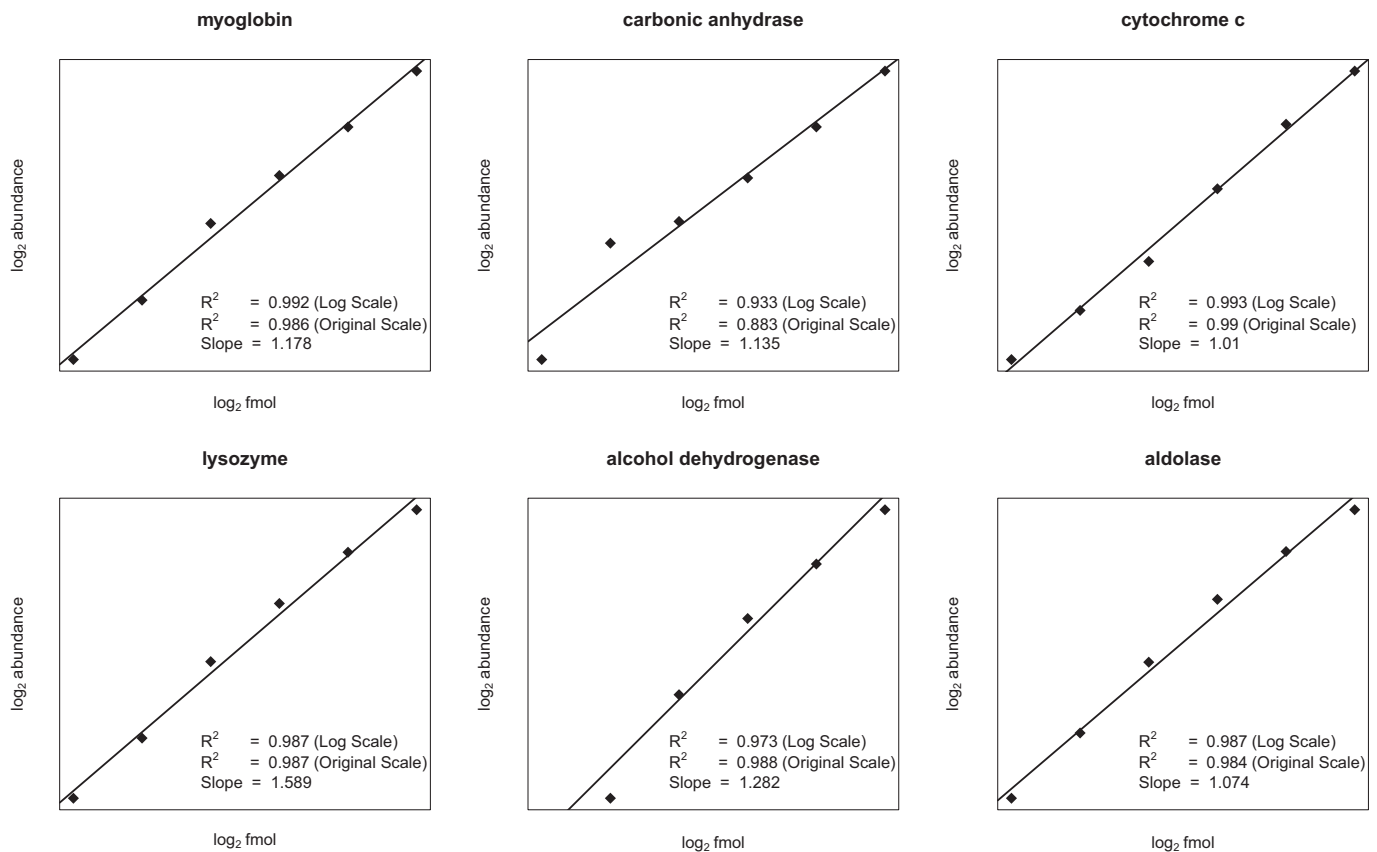 myoglobin
log2 abundance
R2 = 0.992 (Log Scale)
R2 = 0.986 (Original Scale)
Slope = 1.178
log2 fmol
carbonic anhydrase
log2 abundance
R2 = 0.933 (Log Scale)
R2 = 0.883 (Original Scale)
Slope = 1.135
log2 fmol
cytochrome c
log2 abundance
R2 = 0.993 (Log Scale)
R2 = 0.99 (Original Scale)
Slope = 1.01
log2 fmol
lysozyme
log2 abundance
R2 = 0.987 (Log Scale)
R2 = 0.987 (Original Scale)
Slope = 1.589
log2 fmol
alcohol dehydrogenase
log2 abundance
R2 = 0.973 (Log Scale)
R2 = 0.988 (Original Scale)
Slope = 1.282
log2 fmol
aldolase
log2 abundance
R2 = 0.987 (Log Scale)
R2 = 0.984 (Original Scale)
Slope = 1.074
log2 fmol